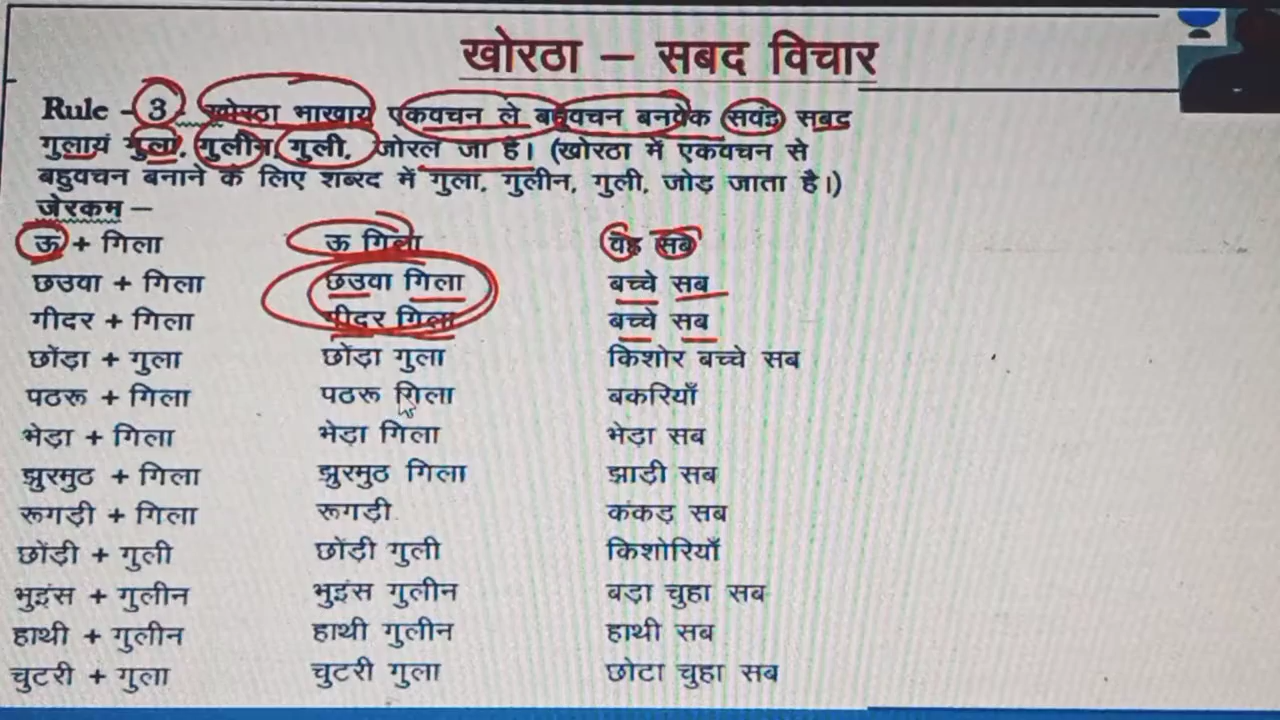 खोरठा – सबद विचार
Rule – 3 खोरठा भाखाय एकवचन ले बहुवचन बनवेक सवंइ सबद
गुलायं गुला, गुलीन, गुली, जोरल जा हे। (खोरठा में एकवचन से
बहुवचन बनाने के लिए शब्रद में गुला, गुलीन, गुली, जोड़ जाता है।)
जेरकम –
ऊ + गिला ऊ गिला वह सब
छउवा + गिला छउवा गिला बच्चे सब
गीदर + गिला गीदर गिला बच्चे सब
छोंड़ा + गुला छोंड़ा गुला किशोर बच्चे सब
पठरू + गिला पठरू गिला बकरियाँ
भेड़ा + गिला भेड़ा गिला भेड़ा सब
झुरमुठ + गिला झुरमुठ गिला झाड़ी सब
रूगड़ी + गिला रूगड़ी कंकड़ सब
छोंड़ी + गुली छोंड़ी गुली किशोरियाँ
भुइंस + गुलीन भुइंस गुलीन बड़ा चुहा सब
हाथी + गुलीन हाथी गुलीन हाथी सब
चुटरी + गुला चुटरी गुला छोटा चुहा सब